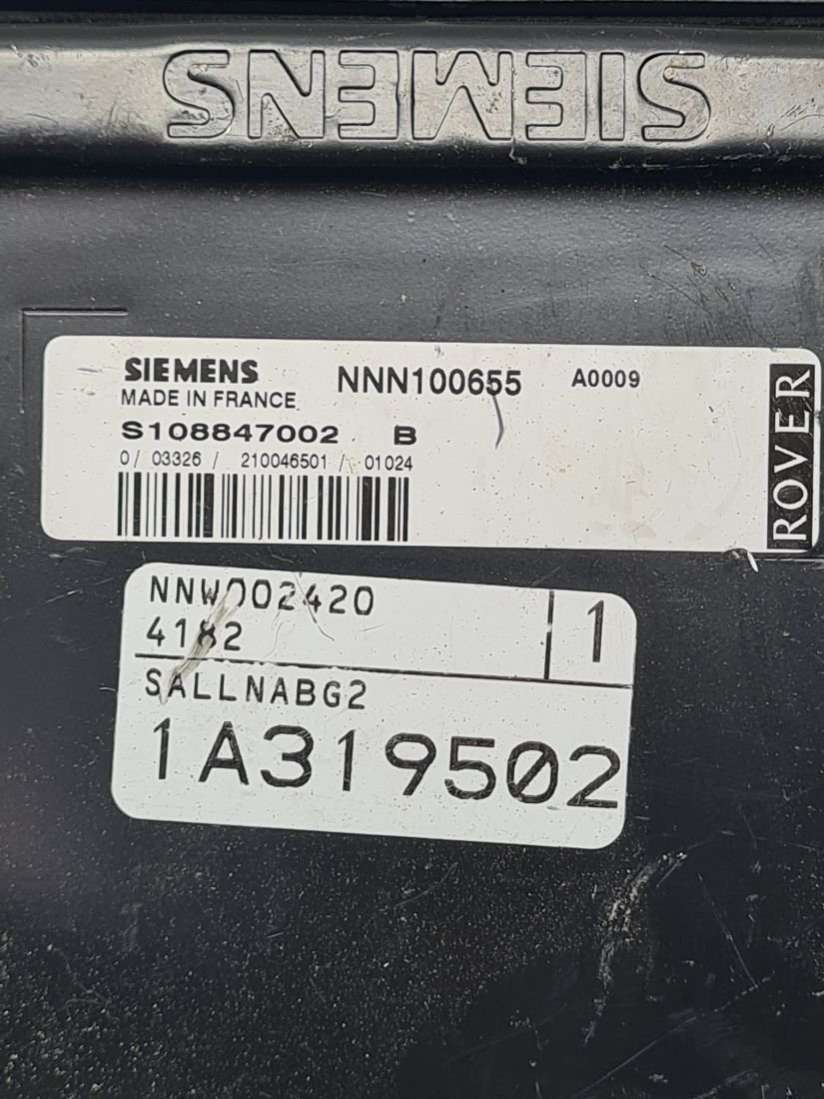 SIEMENS
SIEMENS NNN100655 A0009
MADE IN FRANCE
S108847002 B
0/ 03326 / 210046501 / 01024
ROVER
NNW002420
4182 1
SALLNABG2
1A319502